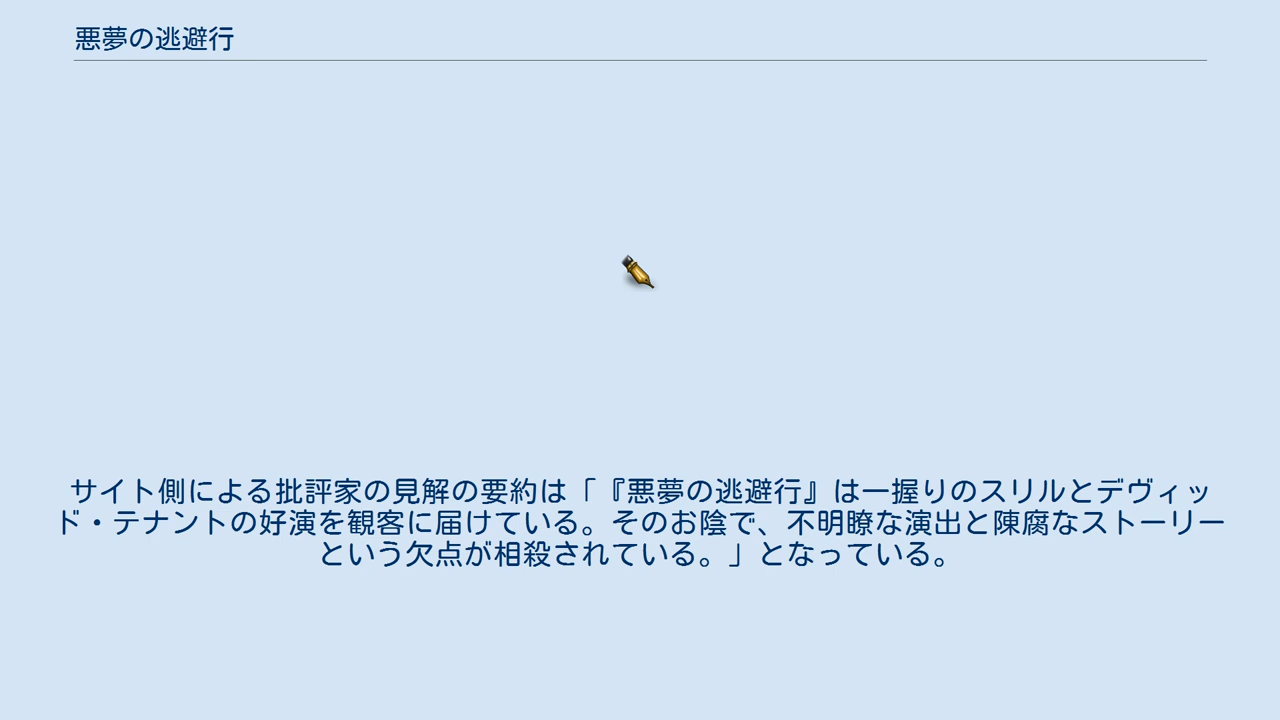 悪夢の逃避行
サイト側による批評家の見解の要約は「『悪夢の逃避行』は一握りのスリルとデヴィッ
ド・テナントの好演を観客に届けている。そのお陰で、不明瞭な演出と陳腐なストーリー
という欠点が相殺されている。」となっている。